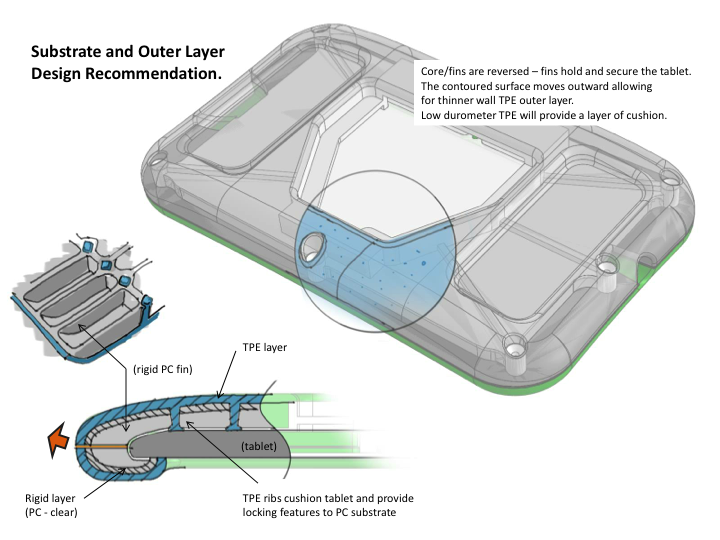 Substrate and Outer Layer
Design Recommendation.
Core/fins are reversed – fins hold and secure the tablet.
The contoured surface moves outward allowing
for thinner wall TPE outer layer.
Low durometer TPE will provide a layer of cushion.
TPE layer
(rigid PC fin)
(tablet)
Rigid layer
(PC - clear)
TPE ribs cushion tablet and provide
locking features to PC substrate